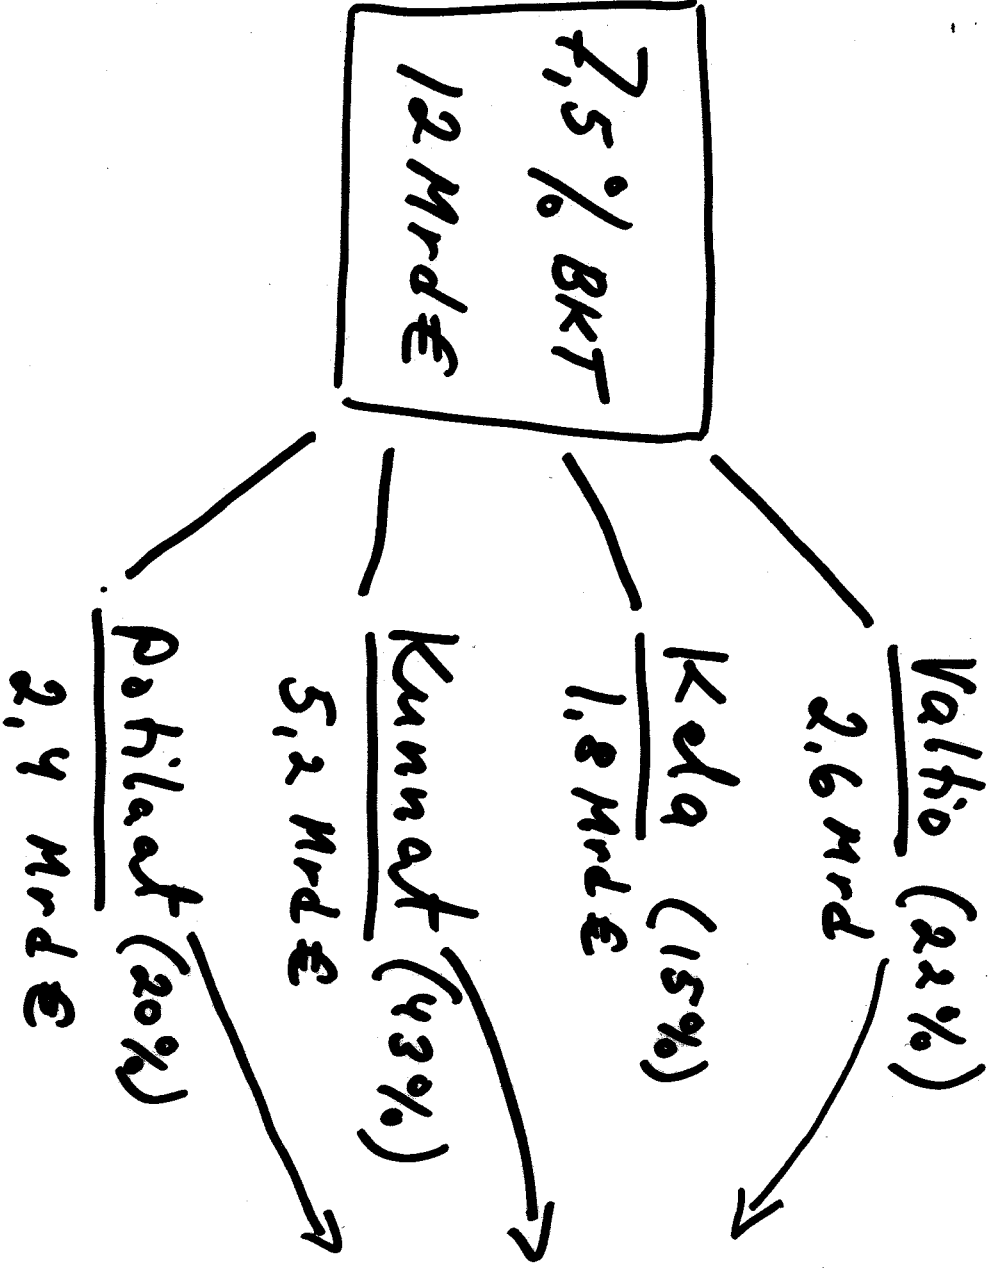 7,5% BKT
12 Mrd €
Valtio (22%)
2,6 Mrd
Kela (15%)
1,8 Mrd €
Kunnat (43%)
5,2 Mrd €
potilaat (20%)
2,4 Mrd €